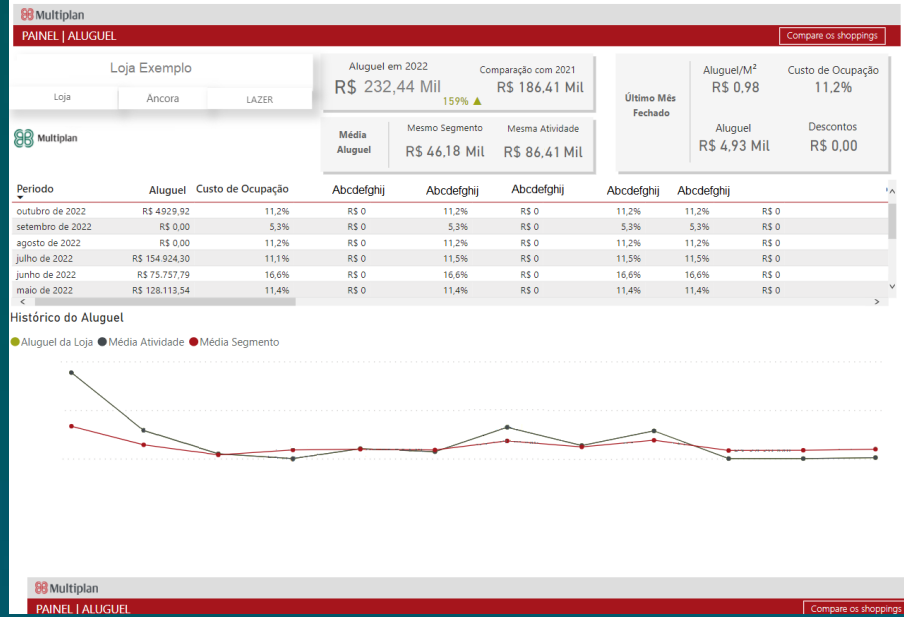 Multiplan
PAINEL | ALUGUEL Compare os shoppings
Loja Exemplo
Loja Ancora LAZER
Multiplan
Aluguel em 2022 Comparação com 2021
R$ 232,44 Mil R$ 186,41 Mil
159%
Média Aluguel
Mesmo Segmento Mesma Atividade
R$ 46,18 Mil R$ 86,41 Mil
Último Mês Fechado
Aluguel/M² Custo de Ocupação
R$ 0,98 11,2%
Aluguel Descontos
R$ 4,93 Mil R$ 0,00
Periodo Aluguel Custo de Ocupação Abcdefghij Abcdefghij Abcdefghij Abcdefghij Abcdefghij
outubro de 2022 R$ 4.929,92 11,2% R$ 0 11,2% R$ 0 11,2% 11,2% R$ 0
setembro de 2022 R$ 0,00 5,3% R$ 0 5,3% R$ 0 5,3% 5,3% R$ 0
agosto de 2022 R$ 0,00 11,2% R$ 0 11,2% R$ 0 11,2% 11,2% R$ 0
julho de 2022 R$ 154.924,30 11,1% R$ 0 11,5% R$ 0 11,5% 11,5% R$ 0
junho de 2022 R$ 75.757,79 16,6% R$ 0 16,6% R$ 0 16,6% 16,6% R$ 0
maio de 2022 R$ 128.113,54 11,4% R$ 0 11,4% R$ 0 11,4% 11,4% R$ 0
Histórico do Aluguel
Aluguel da Loja Média Atividade Média Segmento
Multiplan
PAINEL | ALUGUEL Compare os shoppings